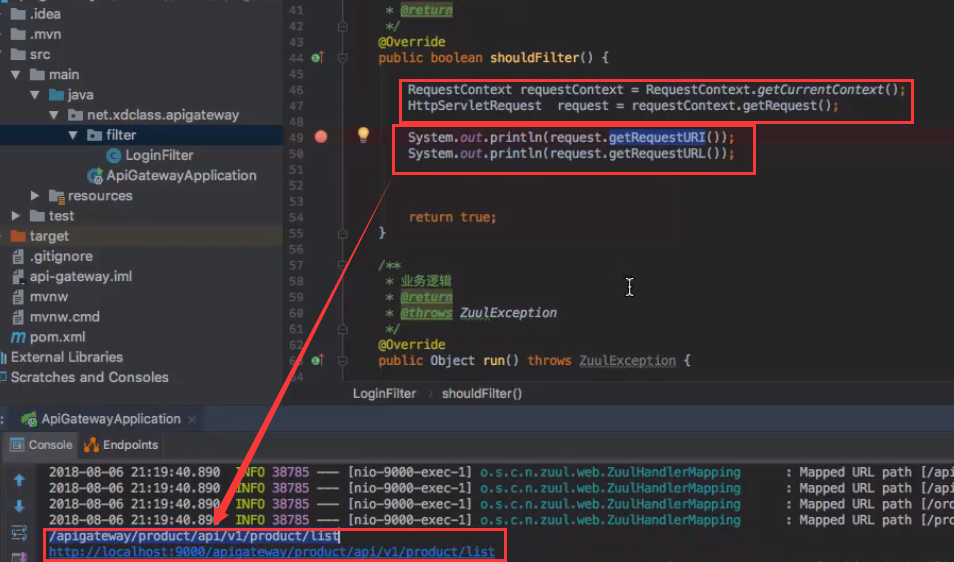 .idea
.mvn
src
main
java
net.xdclass.apigateway
filter
LoginFilter
ApiGatewayApplication
resources
test
target
.gitignore
api-gateway.iml
mvnw
mvnw.cmd
pom.xml
External Libraries
Scratches and Consoles
41 * @return
42 */
43 @Override
44 public boolean shouldFilter() {
45
46 RequestContext requestContext = RequestContext.getCurrentContext();
47 HttpServletRequest request = requestContext.getRequest();
48
49 System.out.println(request.getRequestURI());
50 System.out.println(request.getRequestURL());
51
52
53
54 return true;
55 }
56
57 /**
58 * 业务逻辑
59 * @return
60 * @throws ZuulException
61 */
62 @Override
63 public Object run() throws ZuulException {
64
LoginFilter › shouldFilter()
: ApiGatewayApplication ×
Console Endpoints
2018-08-06 21:19:40.890 INFO 38785 --- [nio-9000-exec-1] o.s.c.n.zuul.web.ZuulHandlerMapping : Mapped URL path [/api
2018-08-06 21:19:40.890 INFO 38785 --- [nio-9000-exec-1] o.s.c.n.zuul.web.ZuulHandlerMapping : Mapped URL path [/api
2018-08-06 21:19:40.890 INFO 38785 --- [nio-9000-exec-1] o.s.c.n.zuul.web.ZuulHandlerMapping : Mapped URL path [/ord
2018-08-06 21:19:40.890 INFO 38785 --- [nio-9000-exec-1] o.s.c.n.zuul.web.ZuulHandlerMapping : Mapped URL path [/pro
/apigateway/product/api/v1/product/list
http://localhost:9000/apigateway/product/api/v1/product/list